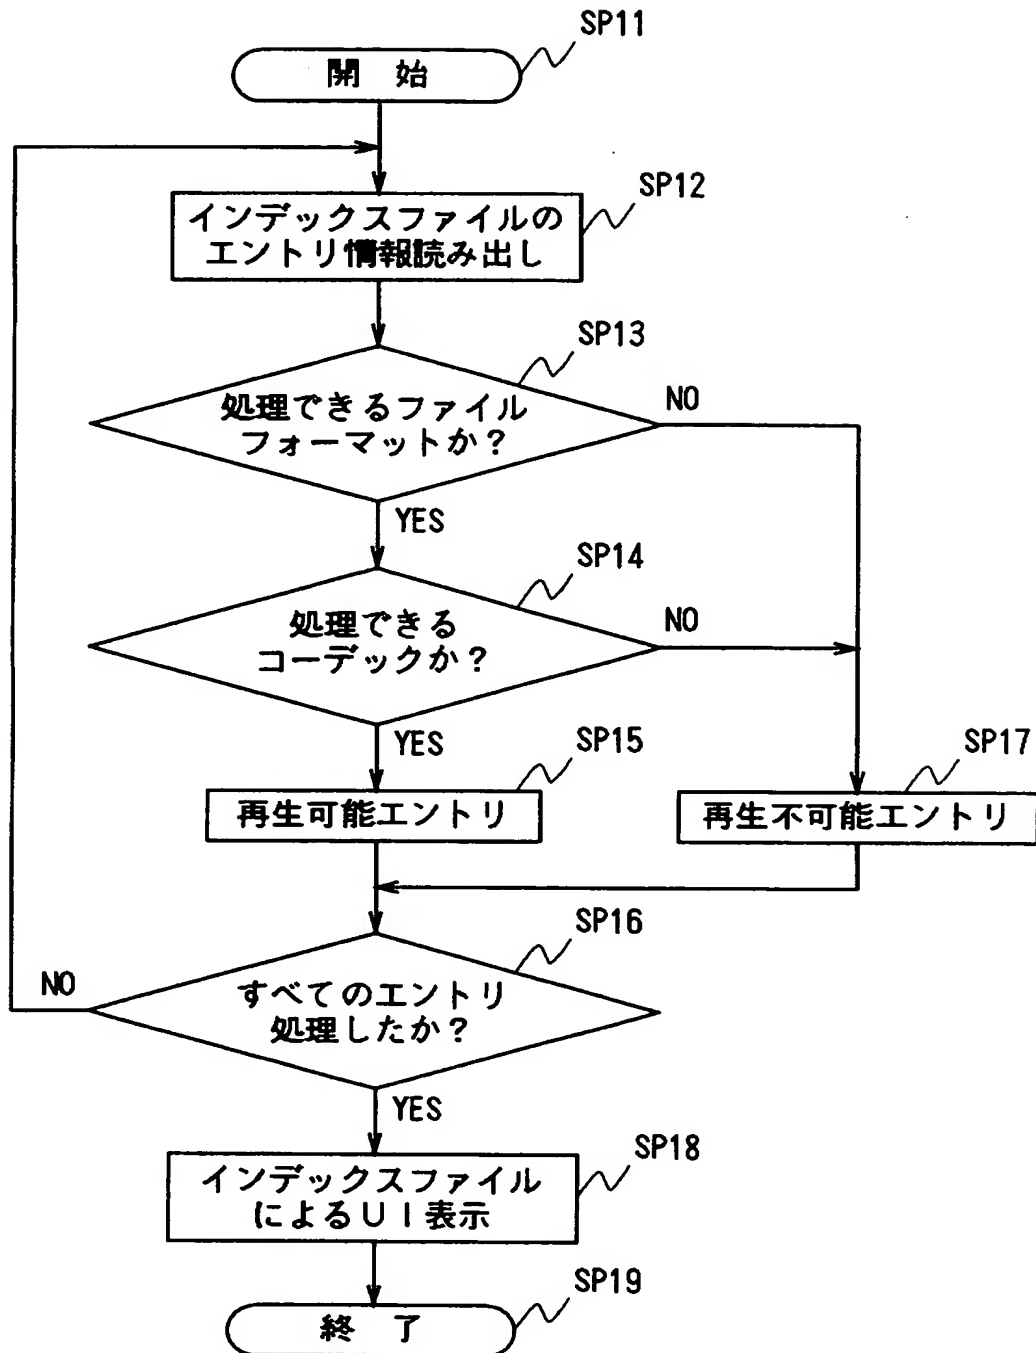 SP11
開 始
SP12
インデックスファイルの
エントリ情報読み出し
SP13
処理できるファイル
フォーマットか?
NO
YES
SP14
処理できる
コーデックか?
NO
YES
SP15
再生可能エントリ
SP17
再生不可能エントリ
SP16
すべてのエントリ
処理したか?
NO
YES
SP18
インデックスファイル
によるUI表示
SP19
終 了